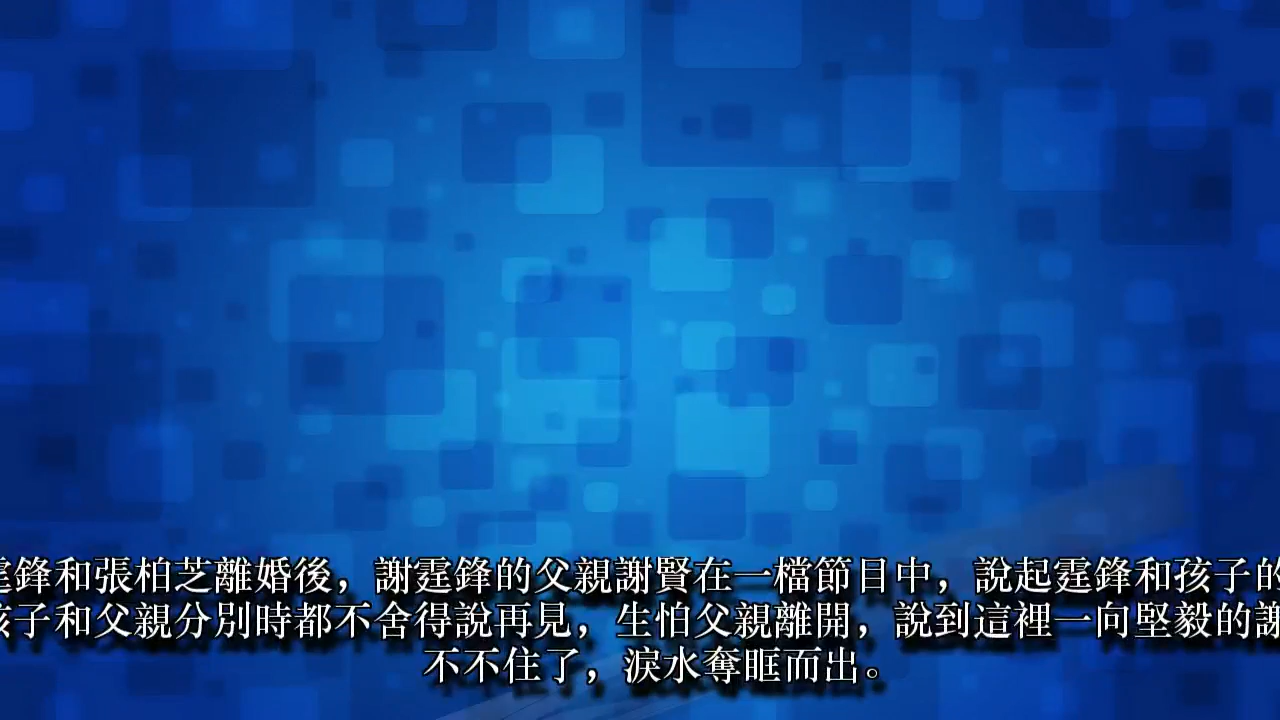 霆鋒和張柏芝離婚後，謝霆鋒的父親謝賢在一檔節目中，說起霆鋒和孩子的
孩子和父親分別時都不舍得說再見，生怕父親離開，說到這裡一向堅毅的謝
不不住了，淚水奪眶而出。